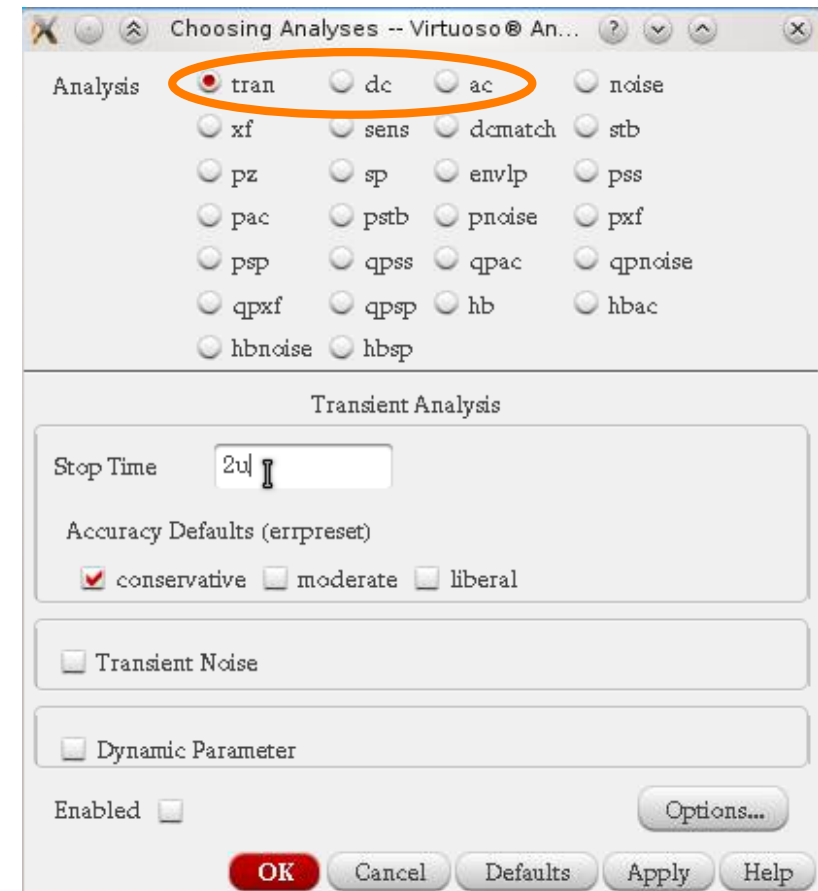 Choosing Analyses -- Virtuoso® An...
Analysis tran dc ac noise
xf sens dcmatch stb
pz sp envlp pss
pac pstb pnoise pxf
psp qpss qpac qpnoise
qpxf qpsp hb hbac
hbnoise hbsp
Transient Analysis
Stop Time 2u
Accuracy Defaults (errpreset)
conservative moderate liberal
Transient Noise
Dynamic Parameter
Enabled Options...
OK Cancel Defaults Apply Help